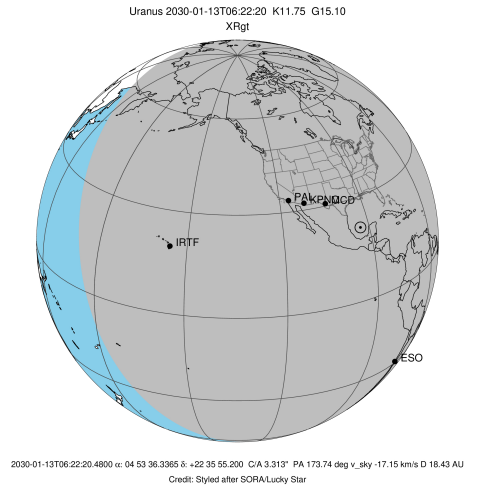 Uranus 2030-01-13T06:22:20 K11.75 G15.10
XRgt
PAL KPNO MCD
IRTF
ESO
2030-01-13T06:22:20.4800 α: 04 53 36.3365 δ: +22 35 55.200 C/A 3.313" PA 173.74 deg v_sky -17.15 km/s D 18.43 AU
Credit: Styled after SORA/Lucky Star